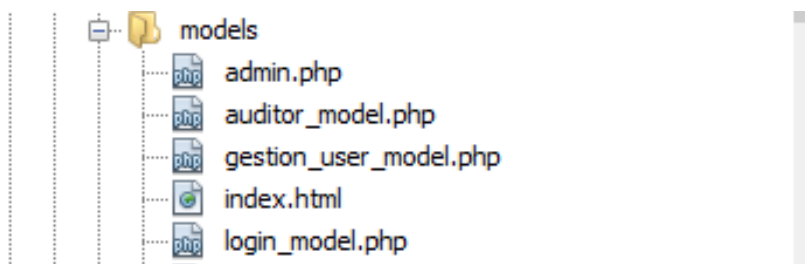 models
admin.php
auditor_model.php
gestion_user_model.php
index.html
login_model.php